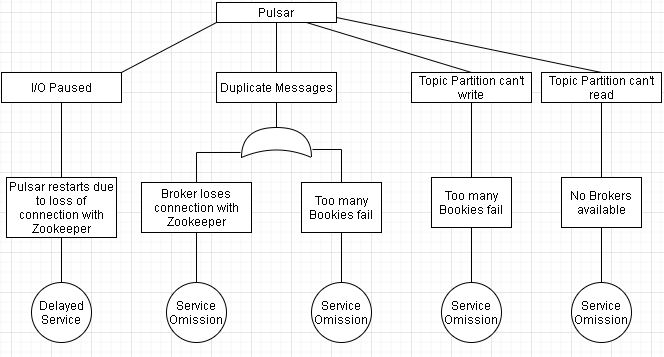 Pulsar
I/O Paused
Duplicate Messages
Topic Partition can't
write
Topic Partition can't
read
Pulsar restarts due
to loss of
connection with
Zookeeper
Broker loses
connection with
Zookeeper
Too many
Bookies fail
Too many
Bookies fail
No Brokers
available
Delayed
Service
Service
Omission
Service
Omission
Service
Omission
Service
Omission